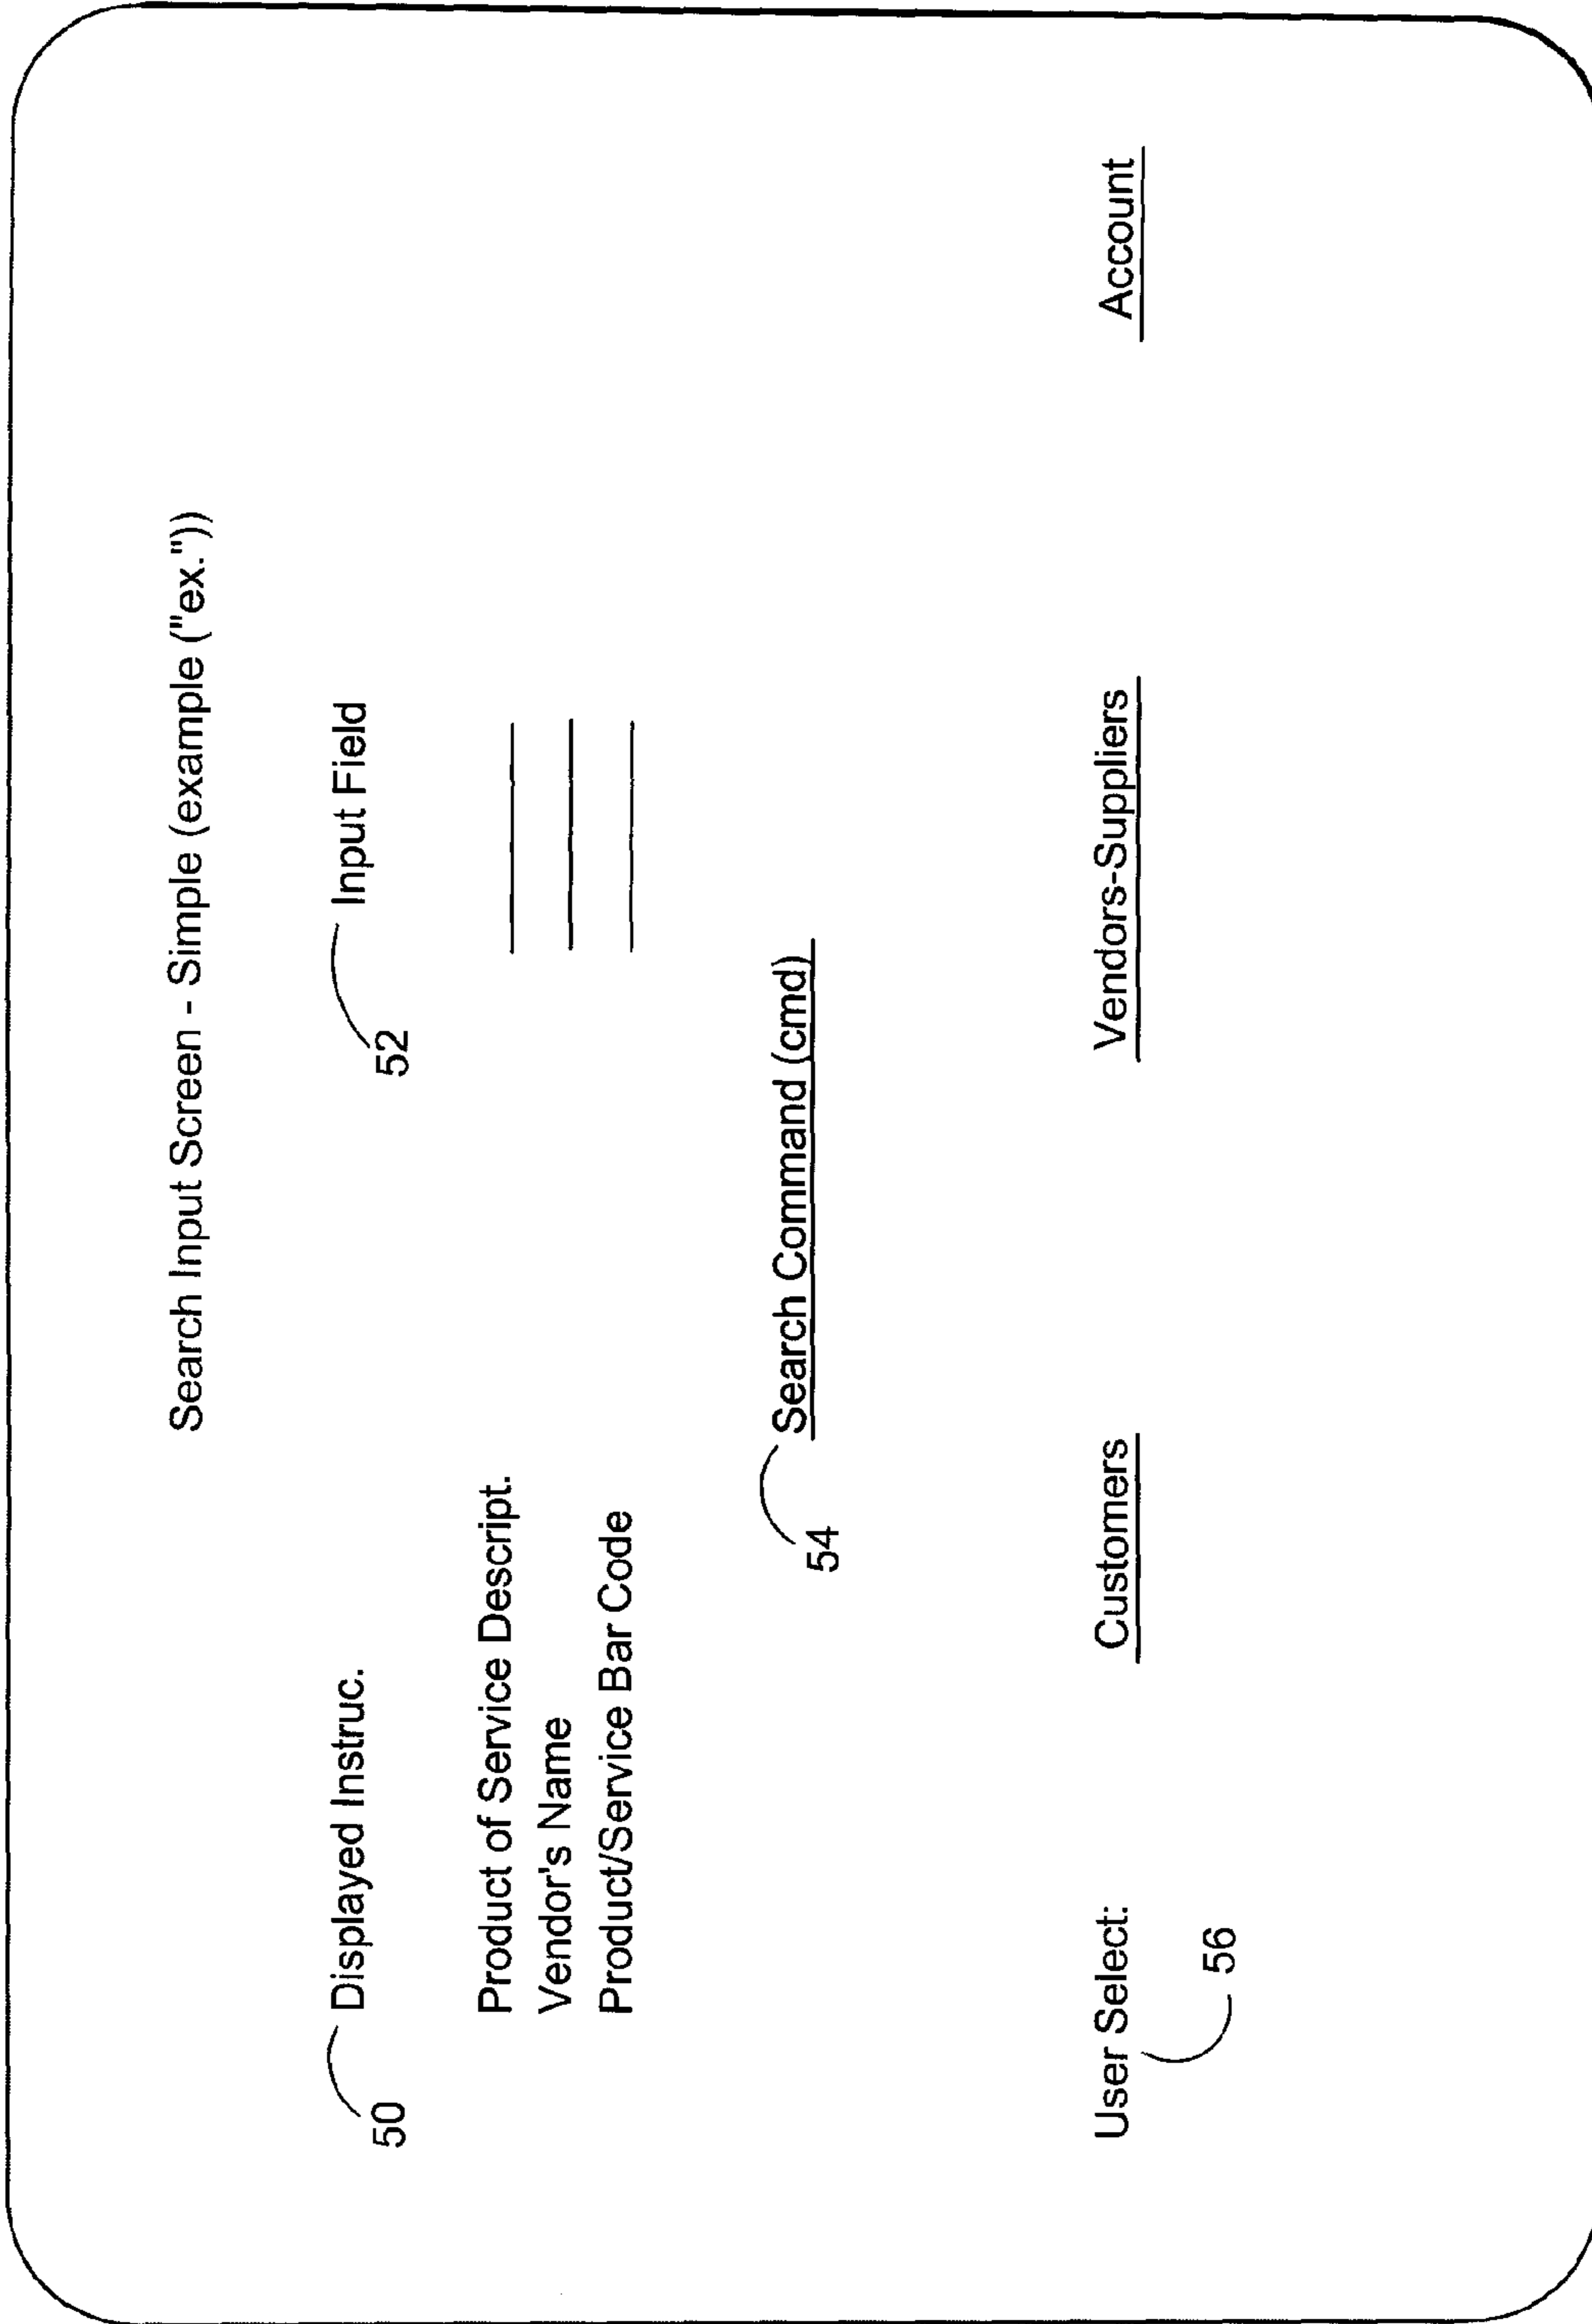 Search Input Screen - Simple (example ("ex."))
50 Displayed Instruc. 52 Input Field
Product of Service Descript.
Vendor's Name
Product/Service Bar Code
54 Search Command (cmd)
User Select: Customers Vendors-Suppliers Account
56